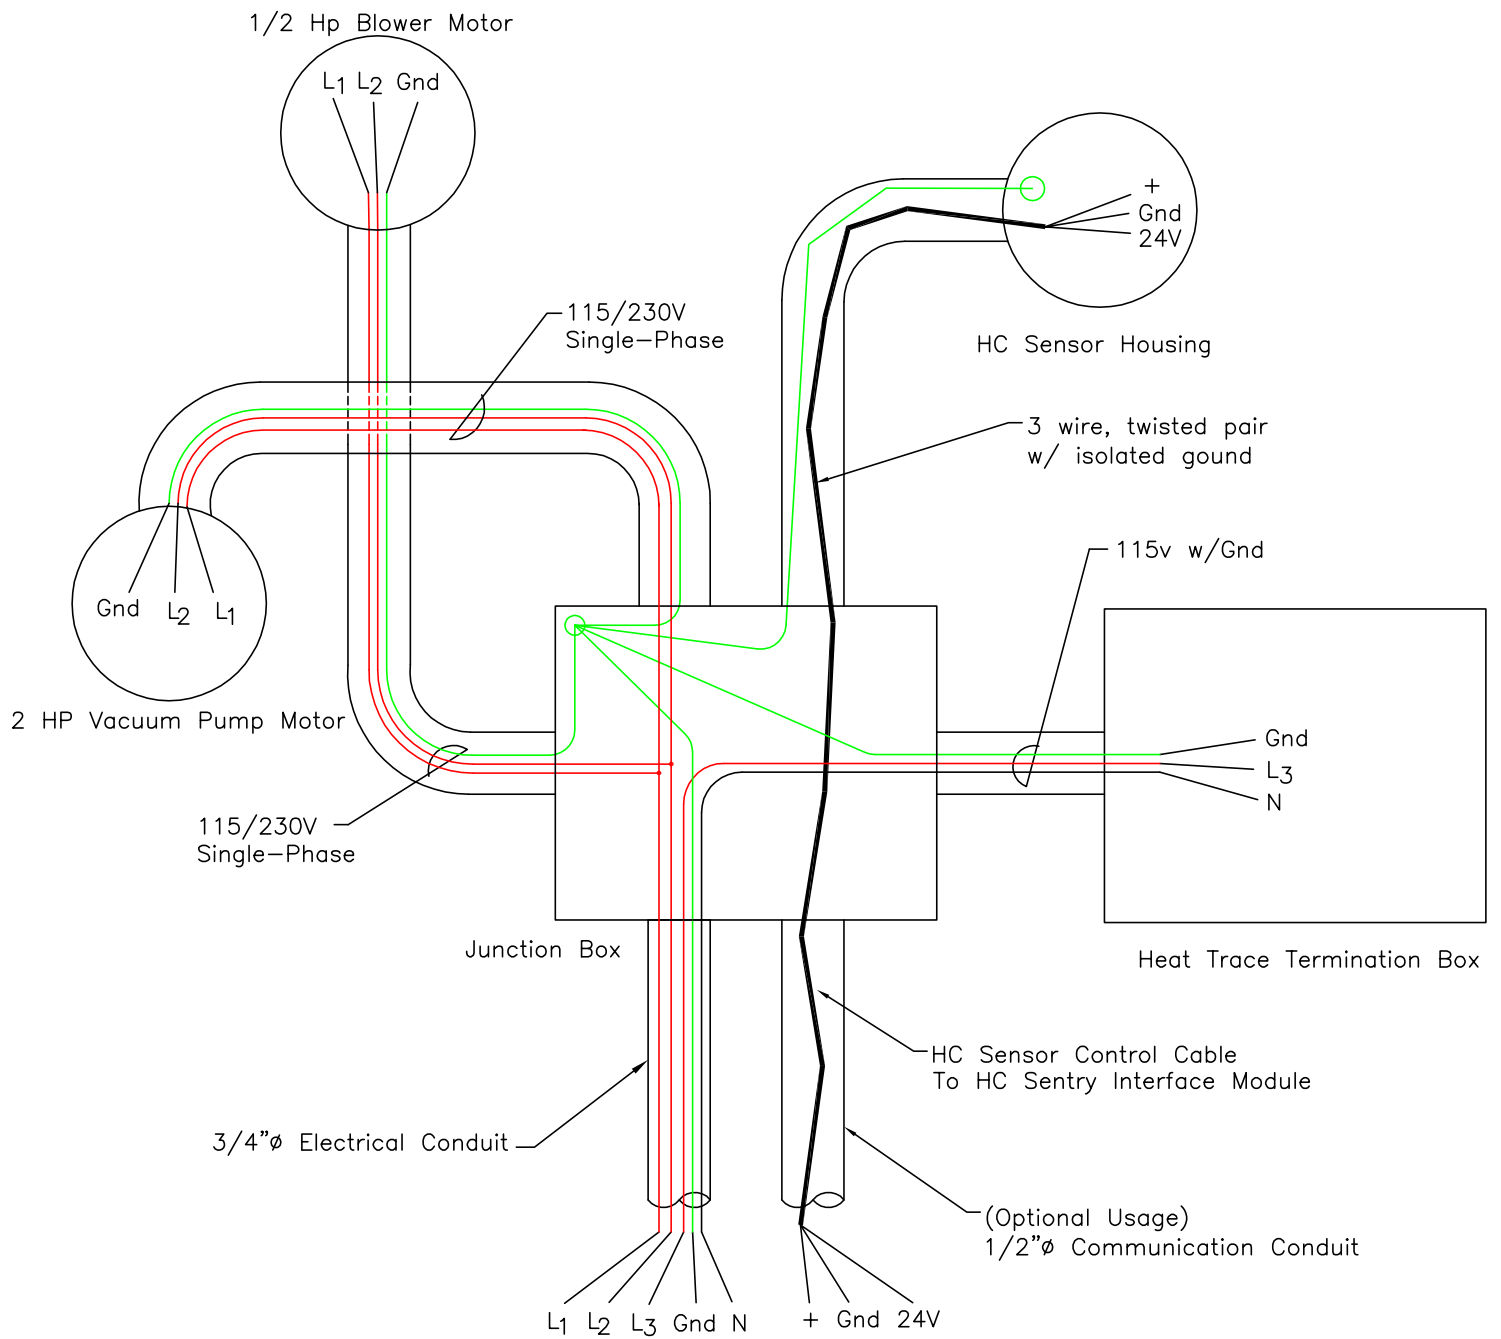 1/2 Hp Blower Motor
L1 L2 Gnd
+
Gnd
24V
HC Sensor Housing
115/230V
Single-Phase
3 wire, twisted pair
w/ isolated gound
115v w/Gnd
Gnd L2 L1
2 HP Vacuum Pump Motor
Gnd
L3
N
115/230V
Single-Phase
Junction Box
Heat Trace Termination Box
HC Sensor Control Cable
To HC Sentry Interface Module
3/4"ø Electrical Conduit
(Optional Usage)
1/2"ø Communication Conduit
L1 L2 L3 Gnd N
+ Gnd 24V